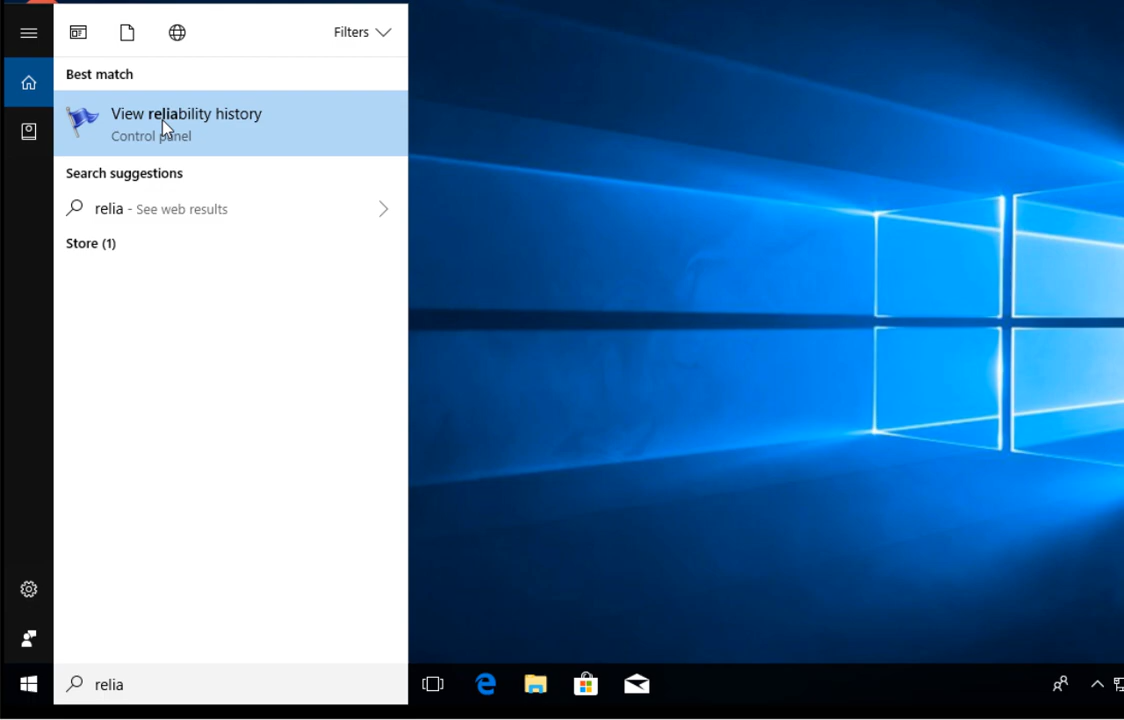 Filters
Best match
View reliability history
Control panel
Search suggestions
relia - See web results
Store (1)
relia